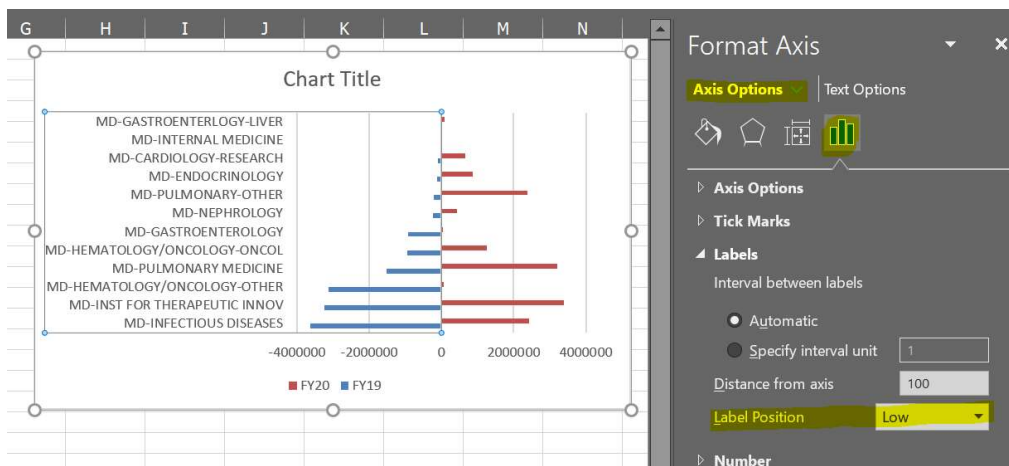 G H I J K L M N
Chart Title
MD-GASTROENTERLOGY-LIVER
MD-INTERNAL MEDICINE
MD-CARDIOLOGY-RESEARCH
MD-ENDOCRINOLOGY
MD-PULMONARY-OTHER
MD-NEPHROLOGY
MD-GASTROENTEROLOGY
MD-HEMATOLOGY/ONCOLOGY-ONCOL
MD-PULMONARY MEDICINE
MD-HEMATOLOGY/ONCOLOGY-OTHER
MD-INST FOR THERAPEUTIC INNOV
MD-INFECTIOUS DISEASES
-4000000 -2000000 0 2000000 4000000
FY20 FY19
Format Axis
Axis Options Text Options
Axis Options
Tick Marks
Labels
Interval between labels
Automatic
Specify interval unit 1
Distance from axis 100
Label Position Low
Number